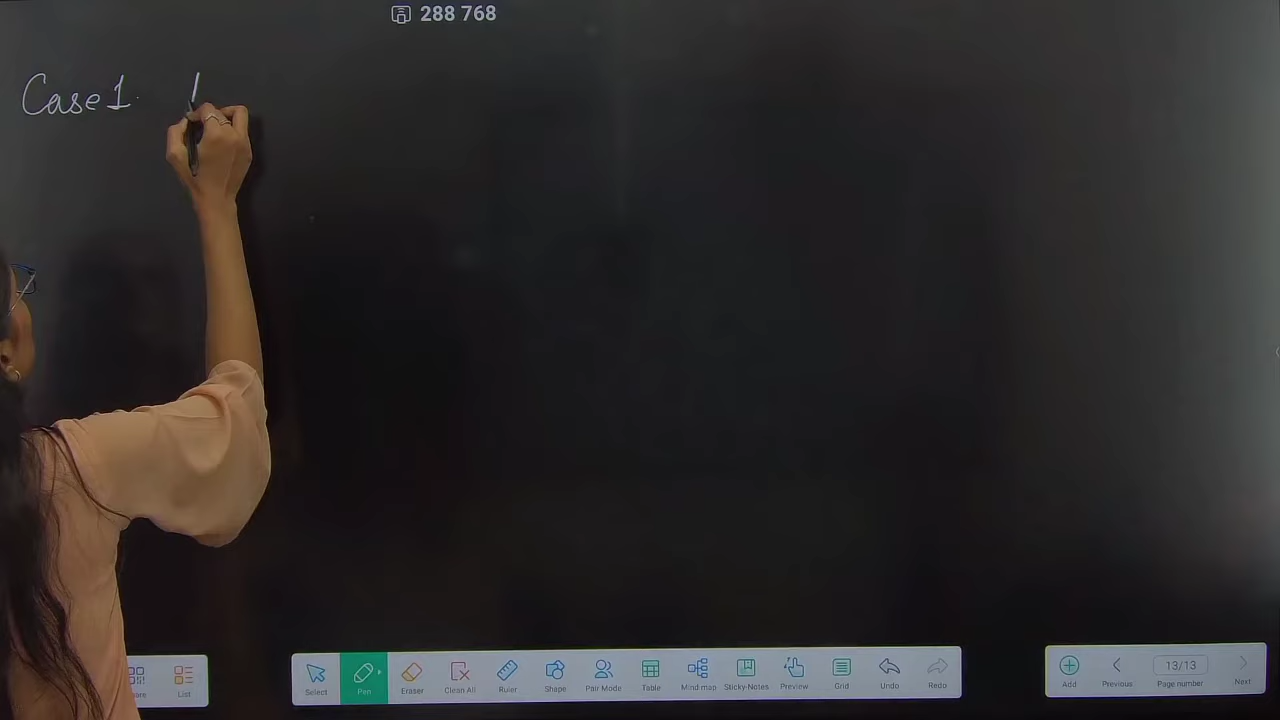 288 768
Case 1.
Select Pen Eraser Clean All Ruler Shape Pair Mode Table Mind map Sticky-Notes Preview Grid Undo Redo
List
Add Previous 13/13 Page number Next